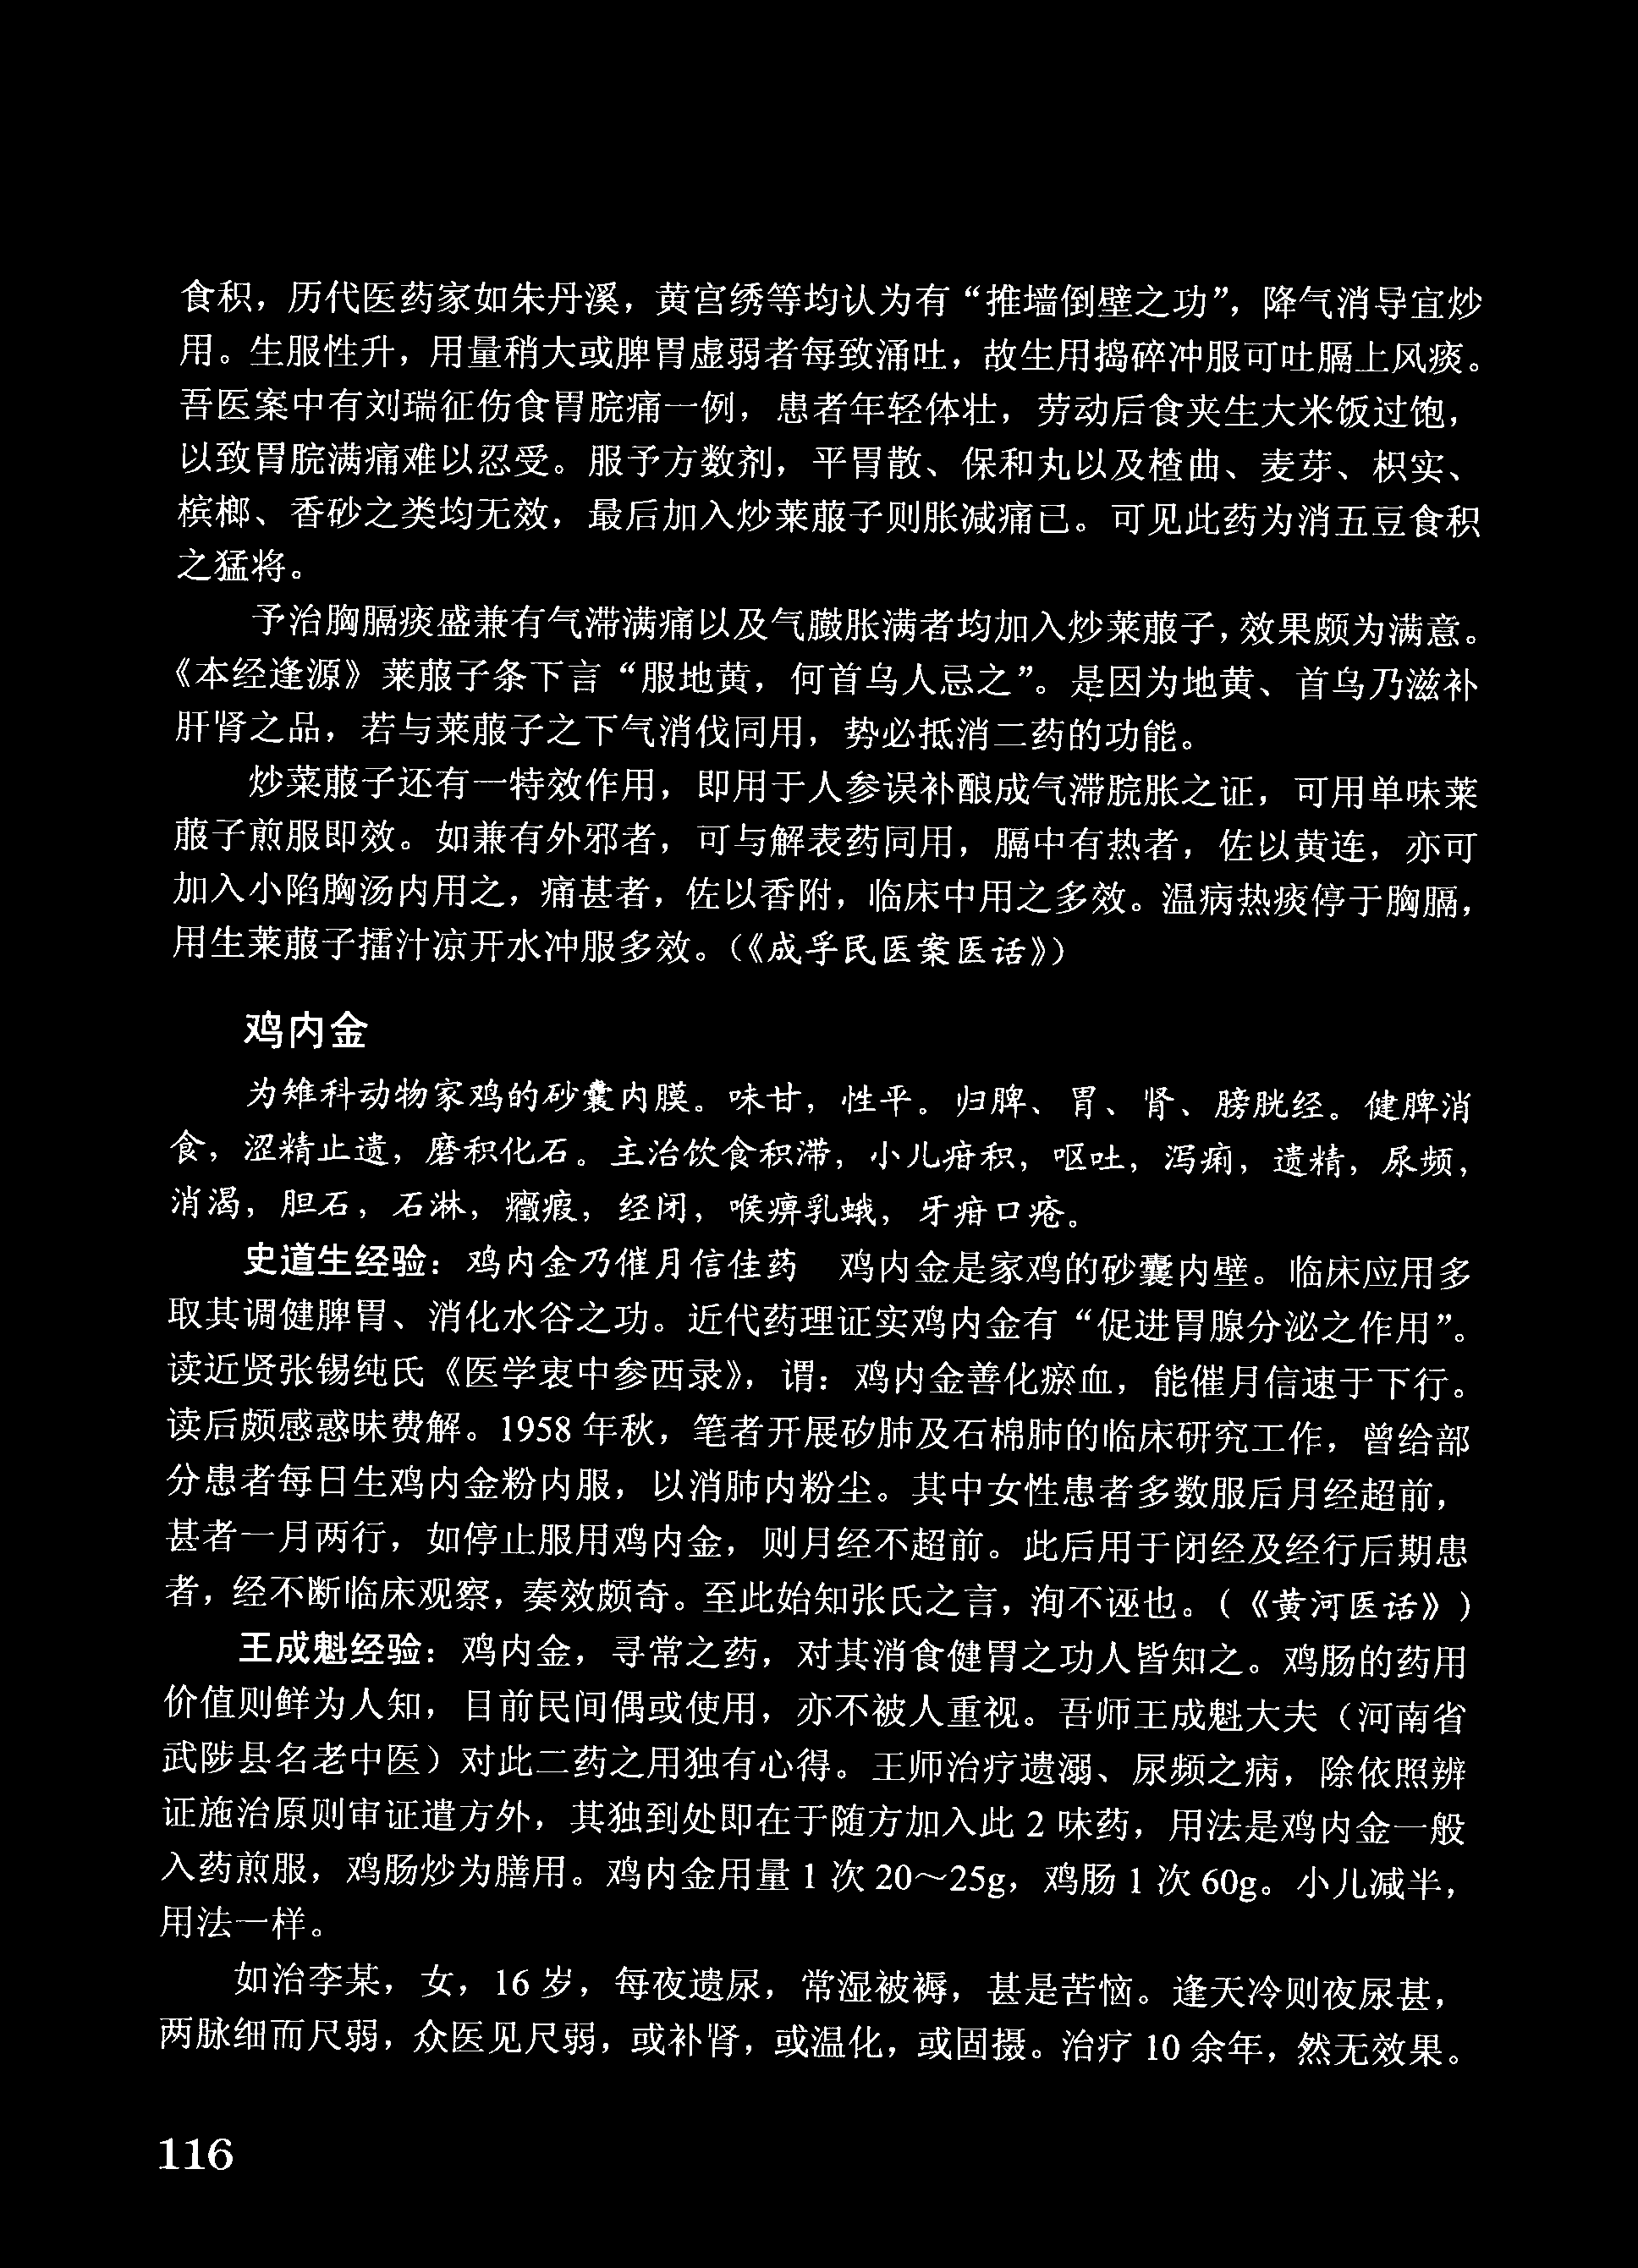 食积，历代医药家如朱丹溪，黄宫绣等均认为有“推墙倒壁之功”，降气消导宜炒
用。生服性升，用量稍大或脾胃虚弱者每致涌吐，故生用捣碎冲服可吐膈上风痰。
吾医案中有刘瑞征伤食胃脘痛一例，患者年轻体壮，劳动后食夹生大米饭过饱，
以致胃脘满痛难以忍受。服予方数剂，平胃散、保和丸以及楂曲、麦芽、枳实、
槟榔、香砂之类均无效，最后加入炒莱菔子则胀减痛已。可见此药为消五豆食积
之猛将。
予治胸膈痰盛兼有气滞满痛以及气臌胀满者均加入炒莱菔子，效果颇为满意。
《本经逢源》莱菔子条下言“服地黄，何首乌人忌之”。是因为地黄、首乌乃滋补
肝肾之品，若与莱菔子之下气消伐同用，势必抵消二药的功能。
炒菜菔子还有一特效作用，即用于人参误补酿成气滞脘胀之证，可用单味莱
菔子煎服即效。如兼有外邪者，可与解表药同用，膈中有热者，佐以黄连，亦可
加入小陷胸汤内用之，痛甚者，佐以香附，临床中用之多效。温病热痰停于胸膈，
用生莱菔子擂汁凉开水冲服多效。（《成孚民医案医话》）
鸡内金
为雉科动物家鸡的砂囊内膜。味甘，性平。归脾、胃、肾、膀胱经。健脾消
食，涩精止遗，磨积化石。主治饮食积滞，小儿疳积，呕吐，泻痢，遗精，尿频，
消渴，胆石，石淋，癥瘕，经闭，喉痹乳蛾，牙疳口疮。
史道生经验：鸡内金乃催月信佳药　鸡内金是家鸡的砂囊内壁。临床应用多
取其调健脾胃、消化水谷之功。近代药理证实鸡内金有“促进胃腺分泌之作用”。
读近贤张锡纯氏《医学衷中参西录》，谓：鸡内金善化瘀血，能催月信速于下行。
读后颇感惑昧费解。1958 年秋，笔者开展矽肺及石棉肺的临床研究工作，曾给部
分患者每日生鸡内金粉内服，以消肺内粉尘。其中女性患者多数服后月经超前，
甚者一月两行，如停止服用鸡内金，则月经不超前。此后用于闭经及经行后期患
者，经不断临床观察，奏效颇奇。至此始知张氏之言，洵不诬也。（《黄河医话》）
王成魁经验：鸡内金，寻常之药，对其消食健胃之功人皆知之。鸡肠的药用
价值则鲜为人知，目前民间偶或使用，亦不被人重视。吾师王成魁大夫（河南省
武陟县名老中医）对此二药之用独有心得。王师治疗遗溺、尿频之病，除依照辨
证施治原则审证遣方外，其独到处即在于随方加入此 2 味药，用法是鸡内金一般
入药煎服，鸡肠炒为膳用。鸡内金用量 1 次 20～25g，鸡肠 1 次 60g。小儿减半，
用法一样。
如治李某，女，16 岁，每夜遗尿，常湿被褥，甚是苦恼。逢天冷则夜尿甚，
两脉细而尺弱，众医见尺弱，或补肾，或温化，或固摄。治疗 10 余年，然无效果。
116